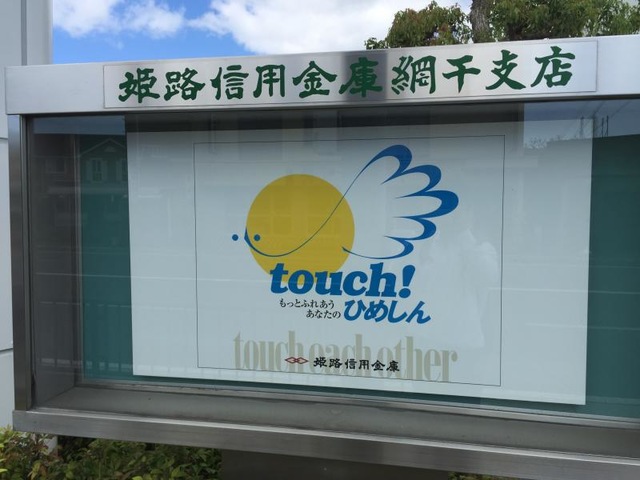 姫路信用金庫網干支店
touch!
もっとふれあう
あなたの
ひめしん
touch each other
姫路信用金庫